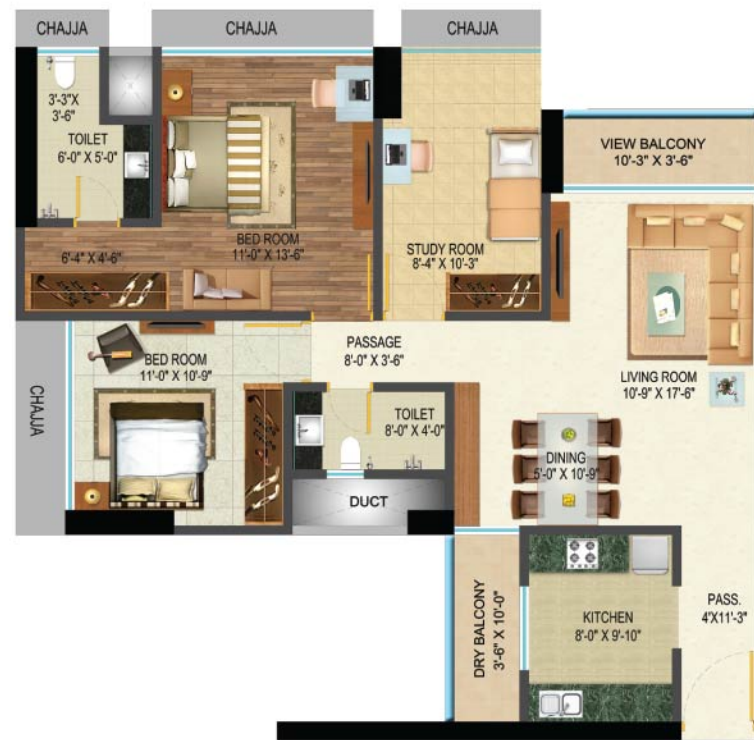 CHAJJA
CHAJJA
CHAJJA
3'-3"X
3'-6"
TOILET
6'-0" X 5'-0"
VIEW BALCONY
10'-3" X 3'-6"
BED ROOM
11'-0" X 13'-6"
STUDY ROOM
8'-4" X 10'-3"
6'-4" X 4'-6"
PASSAGE
8'-0" X 3'-6"
BED ROOM
11'-0" X 10'-9"
LIVING ROOM
10'-9" X 17'-6"
CHAJJA
TOILET
8'-0" X 4'-0"
DINING
5'-0" X 10'-9"
DUCT
DRY BALCONY
3'-6" X 10'-0"
KITCHEN
8'-0" X 9'-10"
PASS.
4'X11'-3"